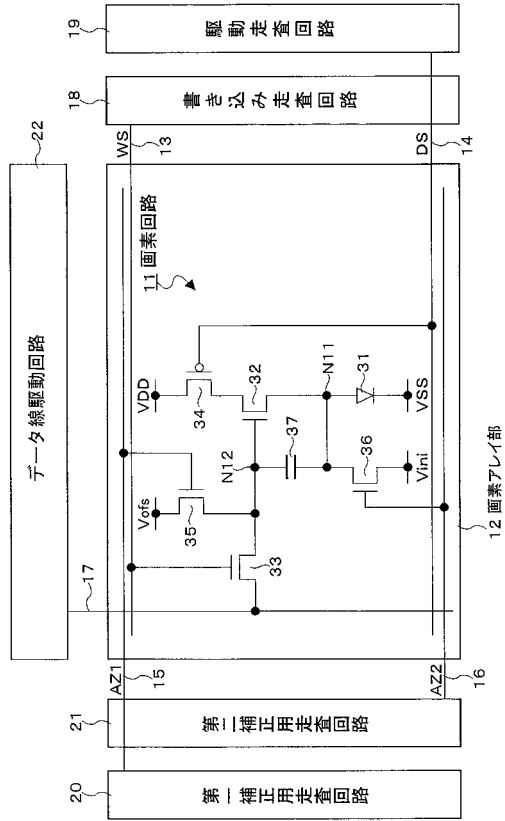 データ線駆動回路
22
20
第一補正用走査回路
21
第二補正用走査回路
AZ1
15
17
WS
13
18
書き込み走査回路
19
駆動走査回路
11 画素回路
Vofs
VDD
35
34
33
N12
32
37
N11
36
31
Vini
VSS
AZ2
16
DS
14
12 画素アレイ部